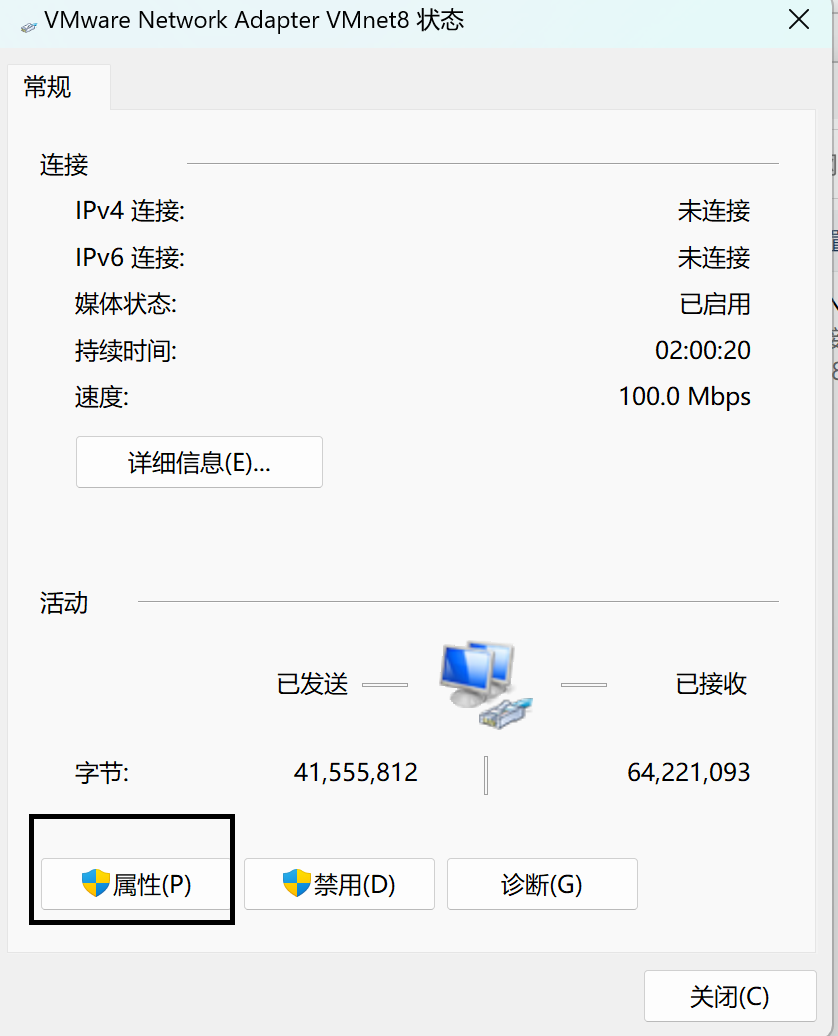 VMware Network Adapter VMnet8 状态
常规
连接
IPv4 连接: 未连接
IPv6 连接: 未连接
媒体状态: 已启用
持续时间: 02:00:20
速度: 100.0 Mbps
详细信息(E)...
活动
已发送 已接收
字节: 41,555,812 64,221,093
属性(P) 禁用(D) 诊断(G)
关闭(C)